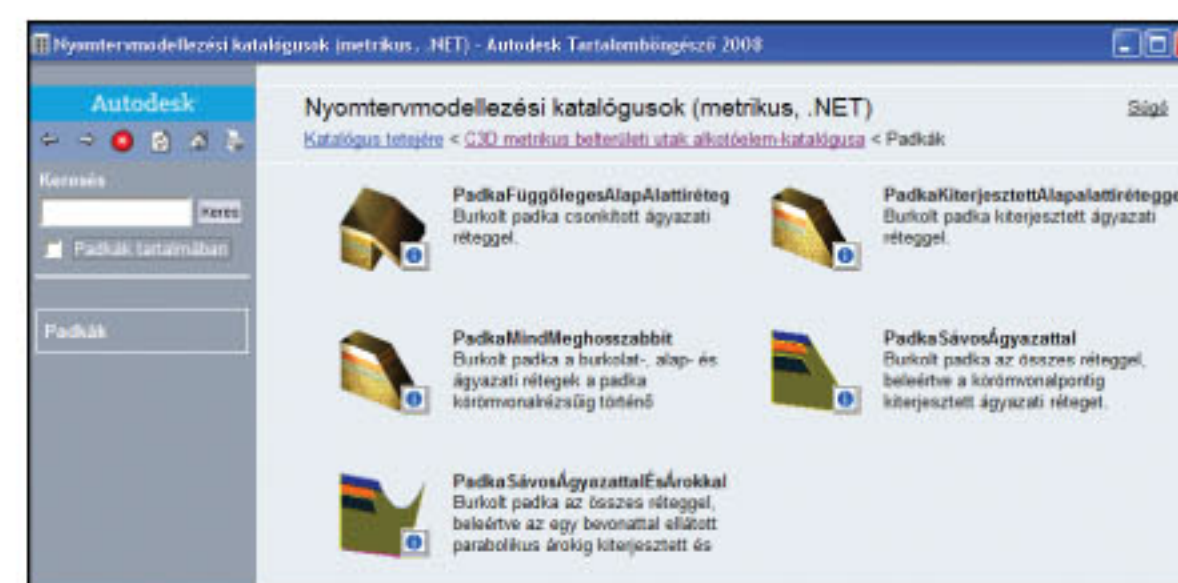 Nyomtervmodellezési katalógusok (metrikus, .NET) - Autodesk Tartalomböngésző 2008
Autodesk
Nyomtervmodellezési katalógusok (metrikus, .NET)
Súgó
Katalógus tetejére < C3D metrikus belterületi utak alkotóelem-katalógusa < Padkák
Keresés
Keres
Padkák tartalmában
Padkák
PadkaFüggőlegesAlapAlattiréteg
Burkolt padka csonkított ágyazati
réteggel.
PadkaKiterjesztettAlapalattirétegge
Burkolt padka kiterjesztett ágyazati
réteggel.
PadkaMindMeghosszabbít
Burkolt padka a burkolat-, alap- és
ágyazati rétegek a padka
körömvonalrézsűig történő
PadkaSávosÁgyazattal
Burkolt padka az összes réteggel,
beleértve a körömvonalpontig
kiterjesztett ágyazati réteget.
PadkaSávosÁgyazattalÉsÁrokkal
Burkolt padka az összes réteggel,
beleértve az egy bevonattal ellátott
parabolikus árokig kiterjesztett és